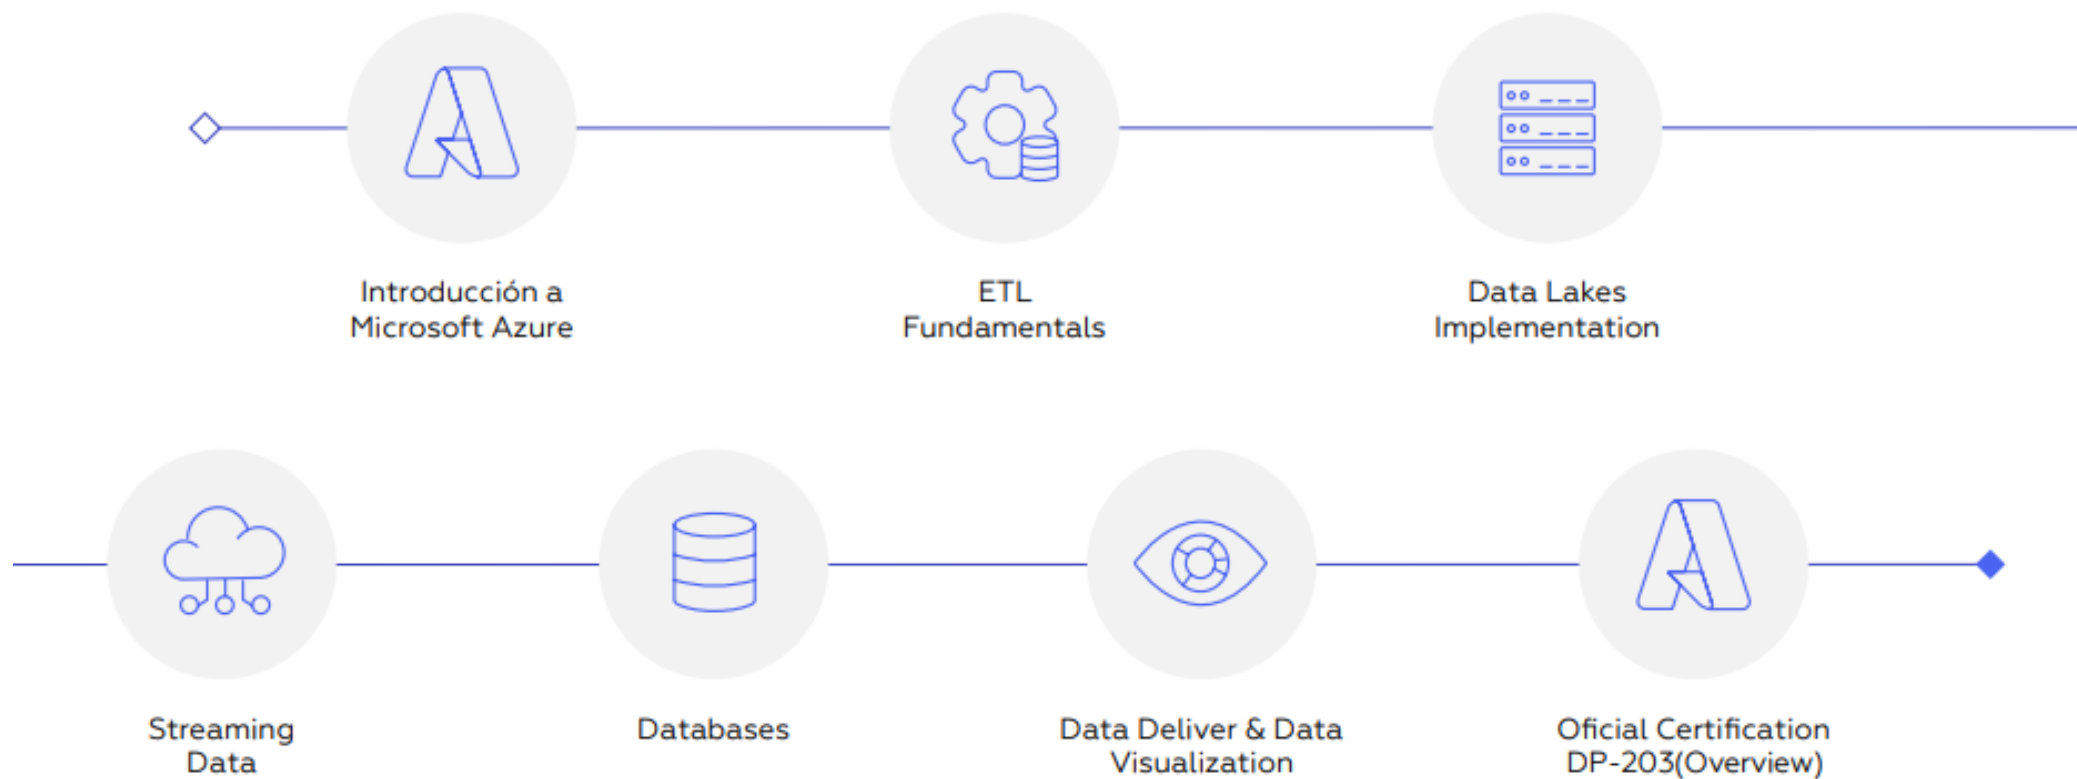 Introducción a
Microsoft Azure
ETL
Fundamentals
Data Lakes
Implementation
Streaming
Data
Databases
Data Deliver & Data
Visualization
Oficial Certification
DP-203(Overview)